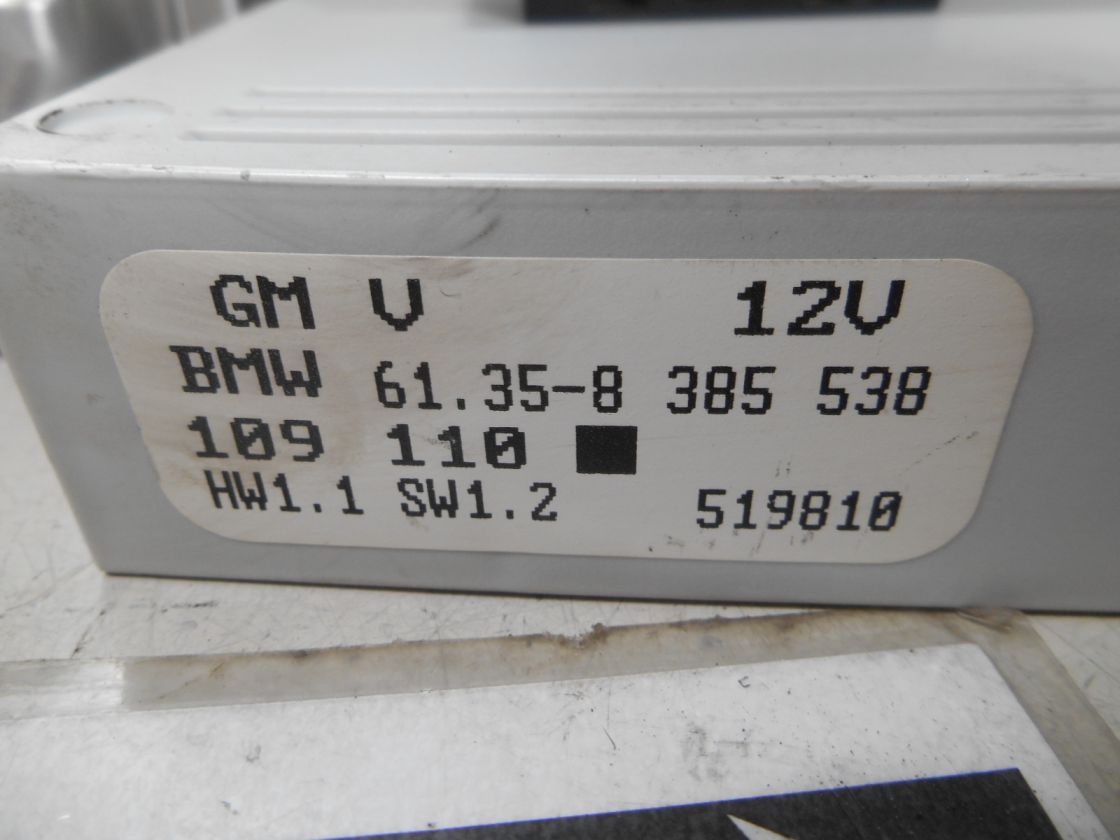 GM V 12V
BMW 61.35-8 385 538
109 110
HW1.1 SW1.2 519810